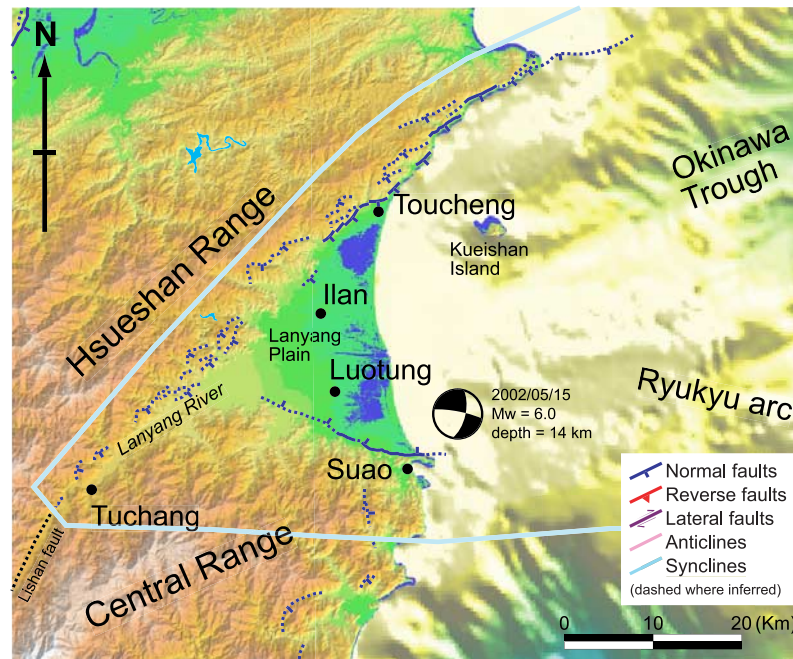 N
Okinawa
Trough
Toucheng
Kueishan
Island
Hsueshan Range
Ilan
Lanyang
Plain
Luotung
2002/05/15
Mw = 6.0
depth = 14 km
Ryukyu arc
Lanyang River
Suao
Tuchang
Lishan fault
Central Range
Normal faults
Reverse faults
Lateral faults
Anticlines
Synclines
(dashed where inferred)
0 10 20 (Km)